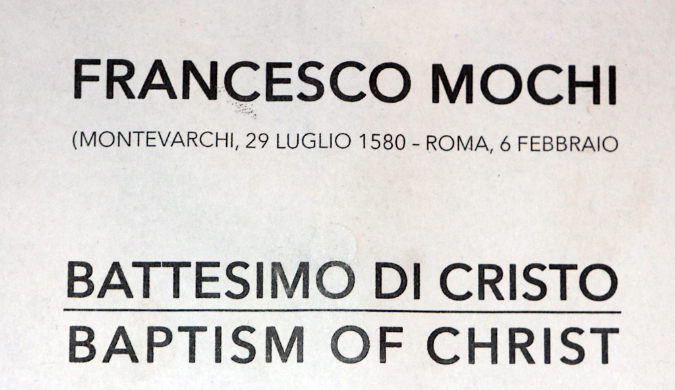 FRANCESCO MOCHI
(MONTEVARCHI, 29 LUGLIO 1580 – ROMA, 6 FEBBRAIO
BATTESIMO DI CRISTO
BAPTISM OF CHRIST